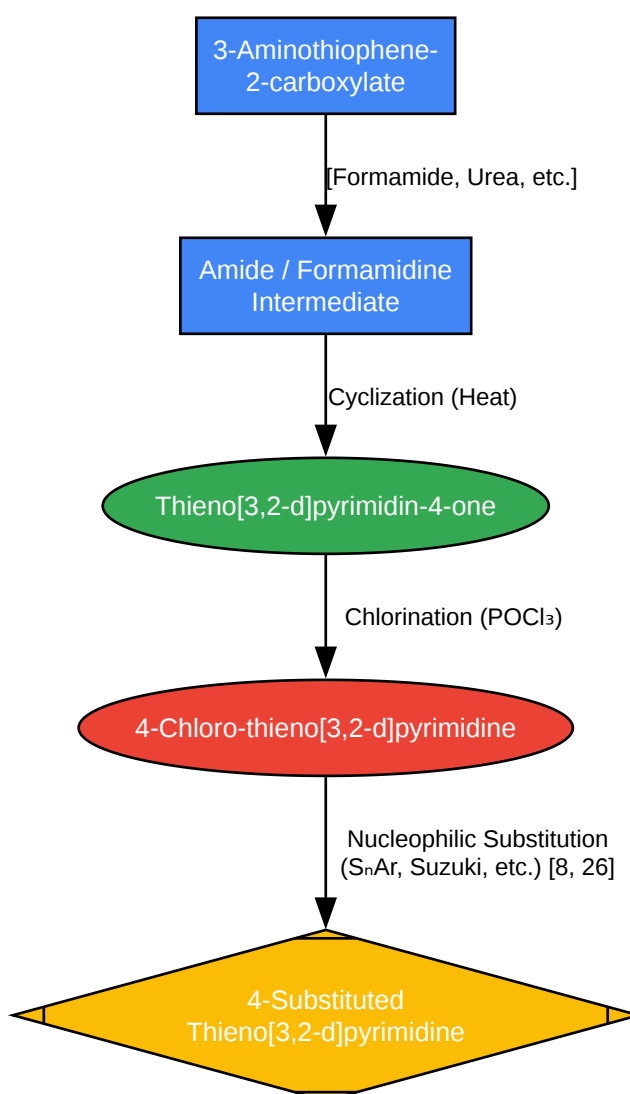 3-Aminothiophene-
2-carboxylate
[Formamide, Urea, etc.]
Amide / Formamidine
Intermediate
Cyclization (Heat)
Thieno[3,2-d]pyrimidin-4-one
Chlorination (POCl₃)
4-Chloro-thieno[3,2-d]pyrimidine
Nucleophilic Substitution
(SₙAr, Suzuki, etc.) [8, 26]
4-Substituted
Thieno[3,2-d]pyrimidine